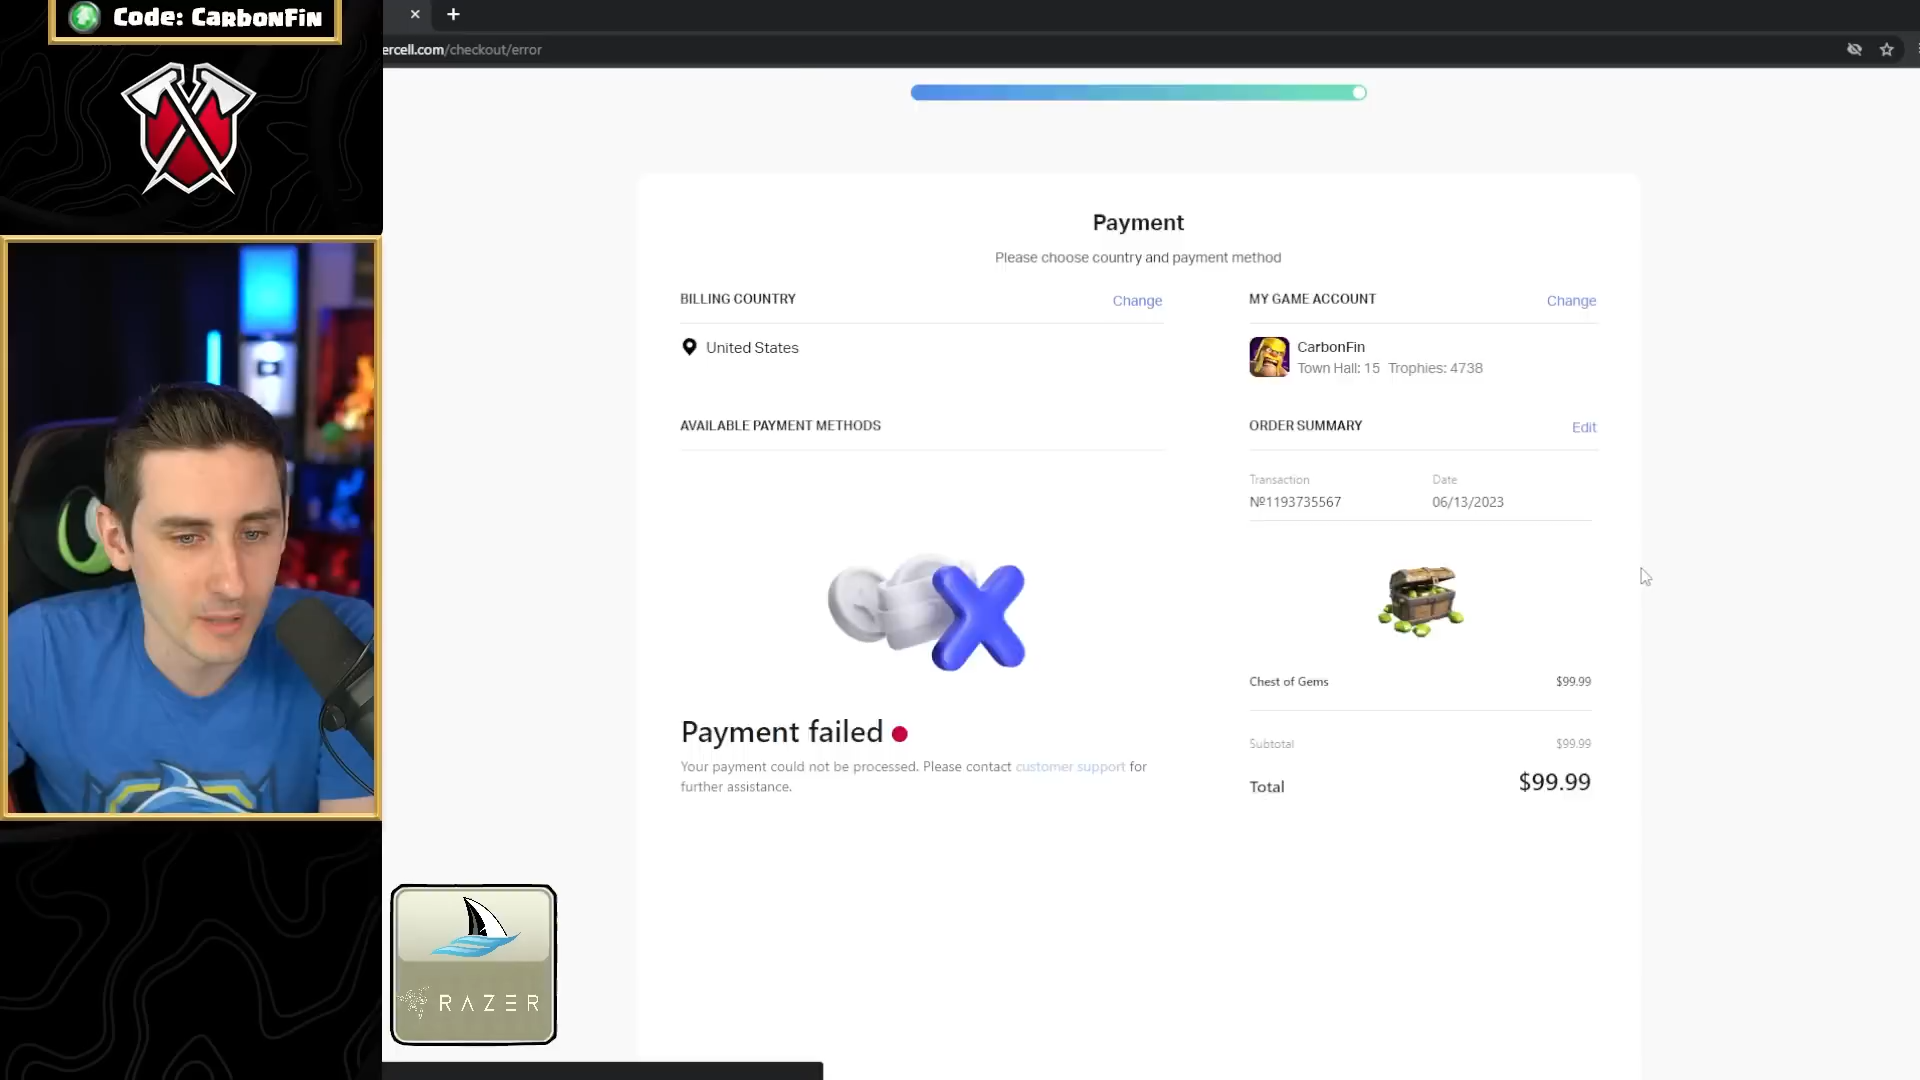 Code: CarbonFin
ercell.com/checkout/error
Payment
Please choose country and payment method
BILLING COUNTRY
Change
United States
MY GAME ACCOUNT
Change
CarbonFin
Town Hall: 15 Trophies: 4738
AVAILABLE PAYMENT METHODS
Payment failed
Your payment could not be processed. Please contact customer support for
further assistance.
ORDER SUMMARY
Edit
Transaction
Date
№1193735567
06/13/2023
Chest of Gems
$99.99
Subtotal
$99.99
Total
$99.99
RAZER